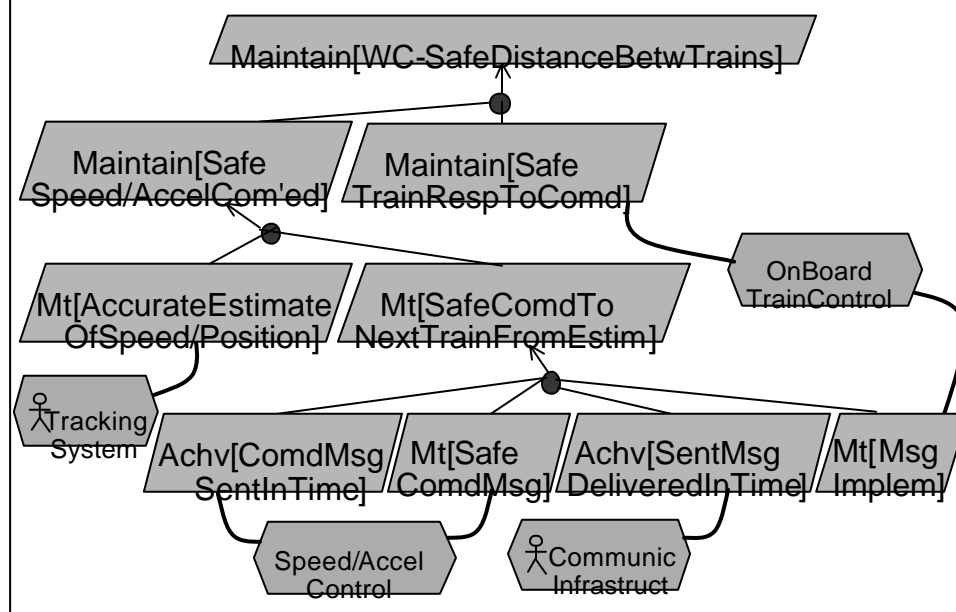 Maintain[WC-SafeDistanceBetwTrains]
Maintain[Safe
Speed/AccelCom'ed]
Maintain[Safe
TrainRespToComd]
OnBoard
TrainControl
Mt[AccurateEstimate
OfSpeed/Position]
Mt[SafeComdTo
NextTrainFromEstim]
Tracking
System
Achv[ComdMsg
SentInTime]
Mt[Safe
ComdMsg]
Achv[SentMsg
DeliveredInTime]
Mt[Msg
Implem]
Speed/Accel
Control
Communic
Infrastruct